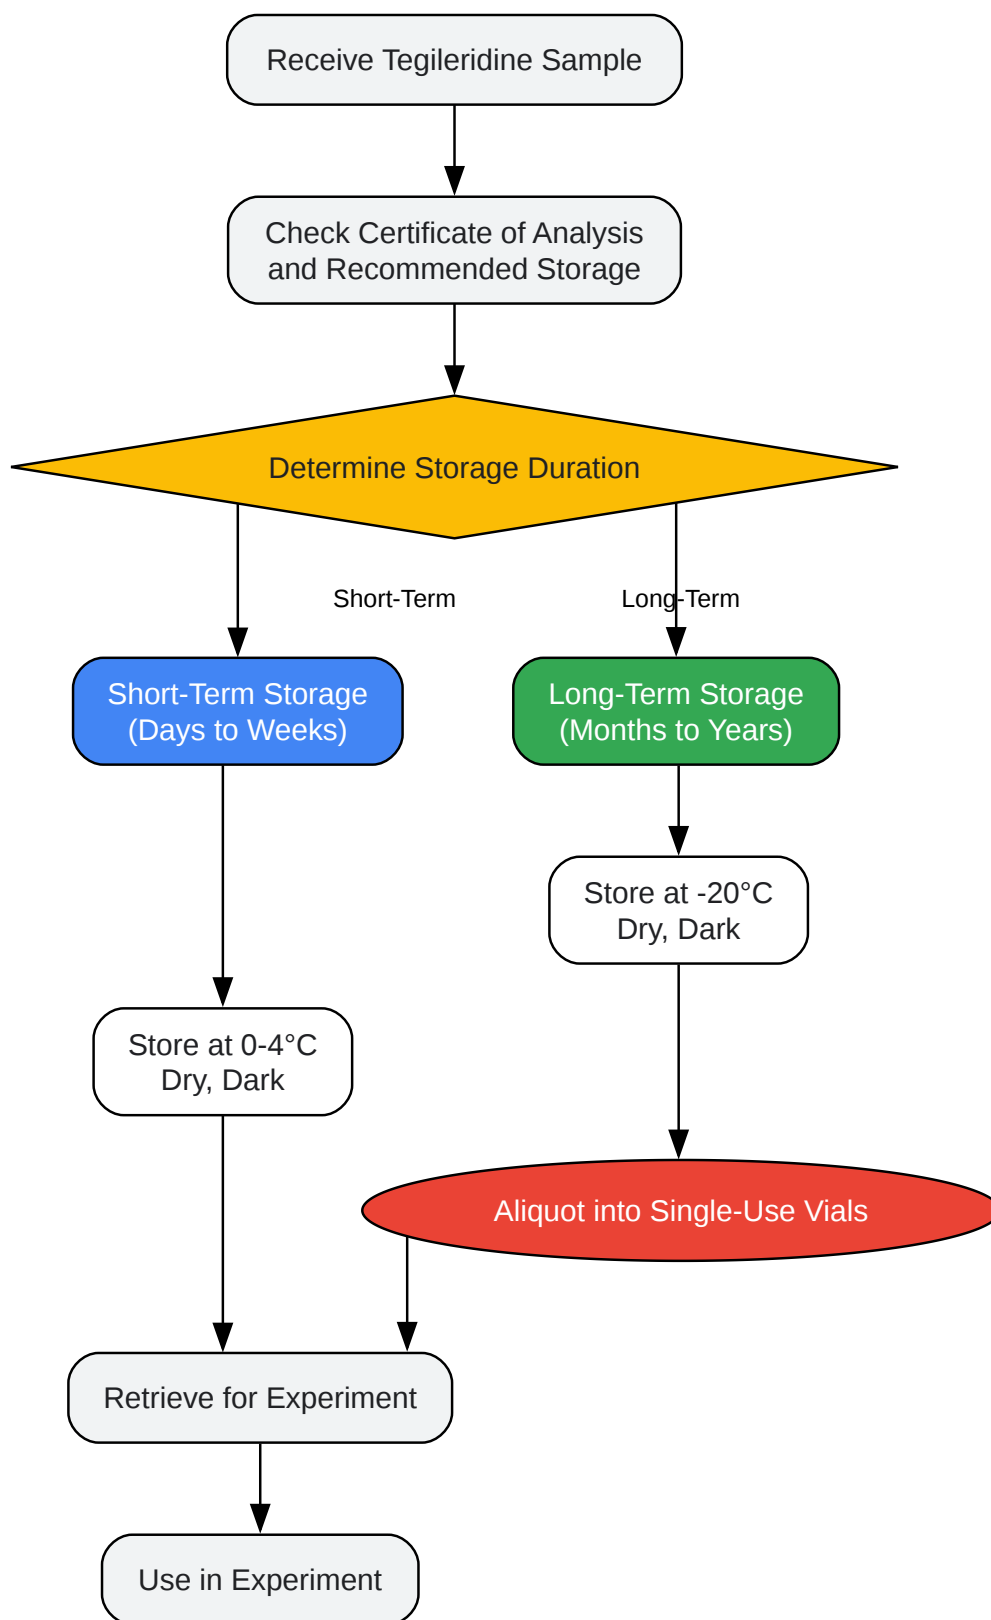 Receive Tegileridine Sample
Check Certificate of Analysis
and Recommended Storage
Determine Storage Duration
Short-Term
Long-Term
Short-Term Storage
(Days to Weeks)
Long-Term Storage
(Months to Years)
Store at -20°C
Dry, Dark
Store at 0-4°C
Dry, Dark
Aliquot into Single-Use Vials
Retrieve for Experiment
Use in Experiment